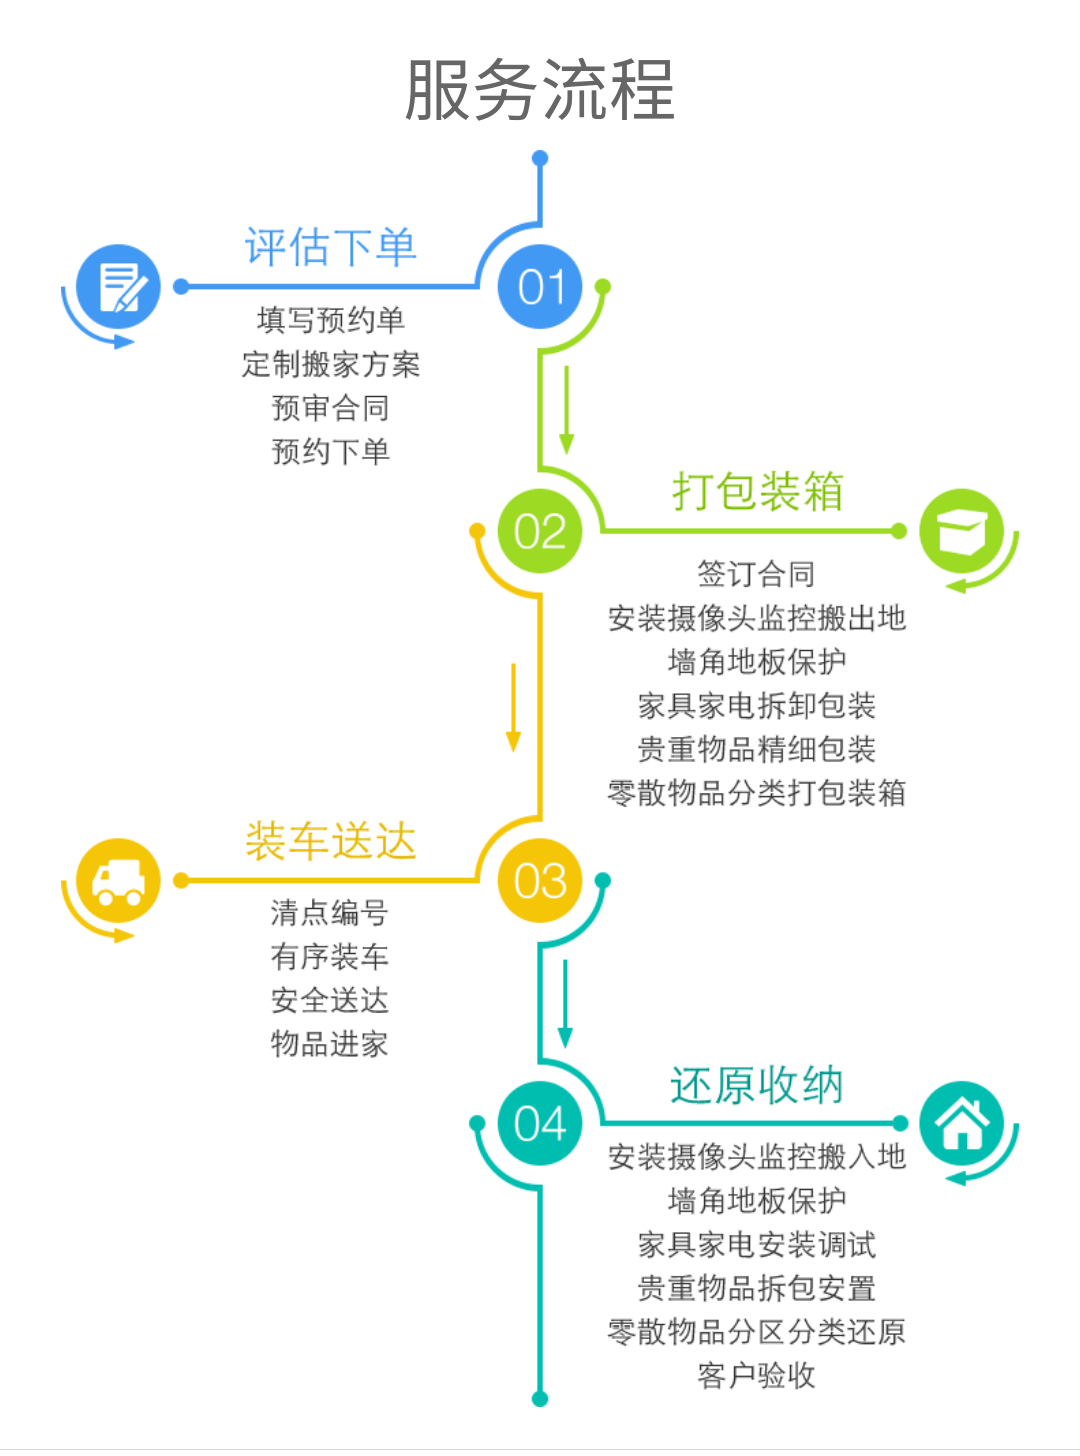 服务流程
评估下单
01
填写预约单
定制搬家方案
预审合同
预约下单
打包装箱
02
签订合同
安装摄像头监控搬出地
墙角地板保护
家具家电拆卸包装
贵重物品精细包装
零散物品分类打包装箱
装车送达
03
清点编号
有序装车
安全送达
物品进家
还原收纳
04
安装摄像头监控搬入地
墙角地板保护
家具家电安装调试
贵重物品拆包安置
零散物品分区分类还原
客户验收